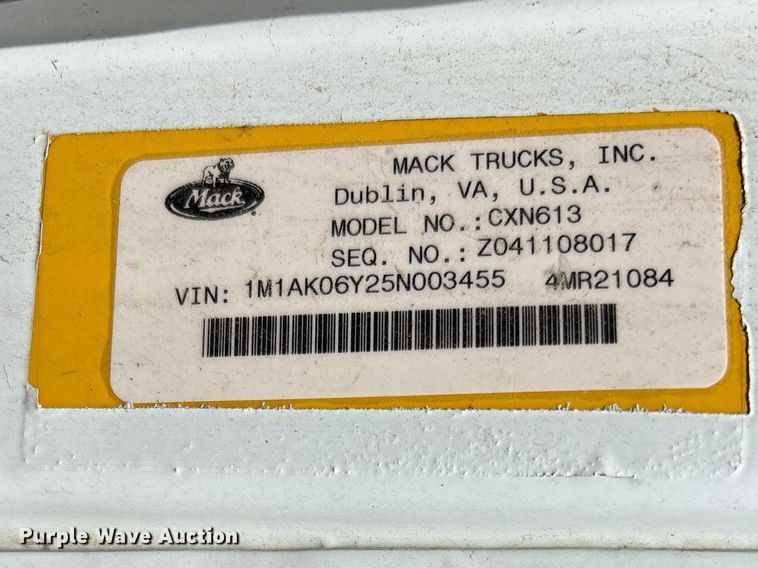 Mack
MACK TRUCKS, INC.
Dublin, VA, U.S.A.
MODEL NO.:CXN613
SEQ. NO.:Z041108017
VIN: 1M1AK06Y25N003455 4MR21084
Purple Wave Auction